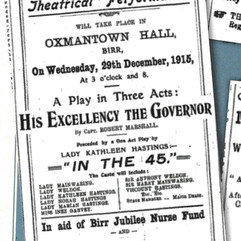 Theatrical Perform
WILL TAKE PLACE IN
OXMANTOWN HALL,
BIRR,
On Wednesday, 29th December, 1915,
At 3 o'clock and 8.
A Play in Three Acts:
HIS EXCELLENCY THE GOVERNOR
By Capt. ROBERT MARSHALL.
Preceded by a One Act Play by
LADY KATHLEEN HASTINGS:—
"IN THE '45."
The Caste will include:
LADY MAINWARING. SIR ANTHONY WELDON.
LADY WELDON. SIR HARRY MAINWARING.
LADY KATHLEEN HASTINGS.
LADY NORAH HASTINGS
LADY MARIAN HASTINGS
MISS INEZ GARVEY. STAGE MANAGER
In aid of Birr Jubilee Nurse Fund
— AND —